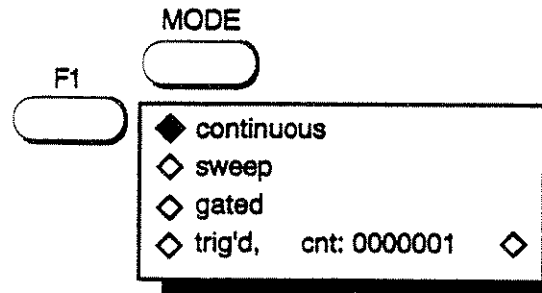 MODE
F1
continuous
sweep
gated
trig'd, cnt: 0000001